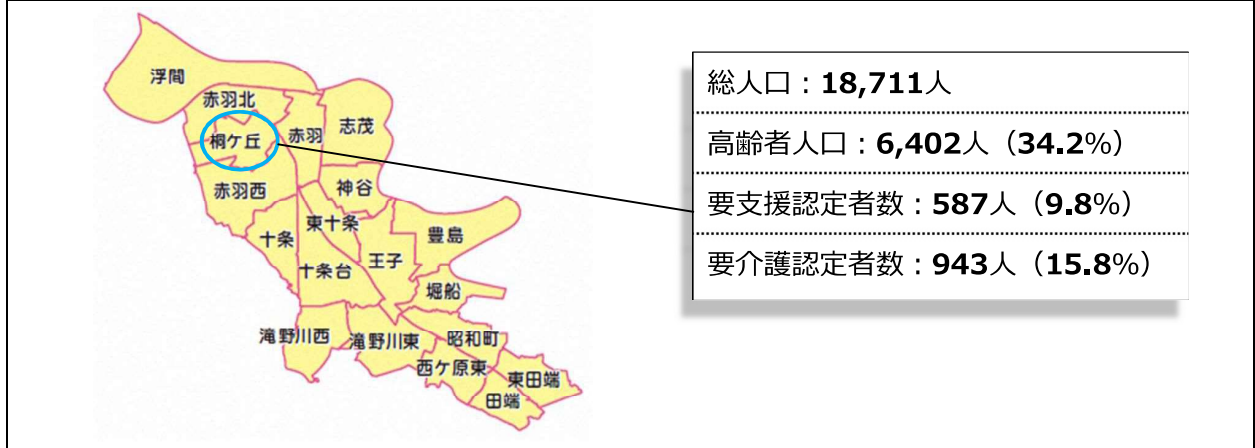 浮間
赤羽北
桐ケ丘
赤羽
志茂
赤羽西
神谷
十条
東十条
豊島
十条台
王子
堀船
滝野川西
滝野川東
昭和町
西ケ原東
東田端
田端
総人口：18,711人
高齢者人口：6,402人（34.2%）
要支援認定者数：587人（9.8%）
要介護認定者数：943人（15.8%）